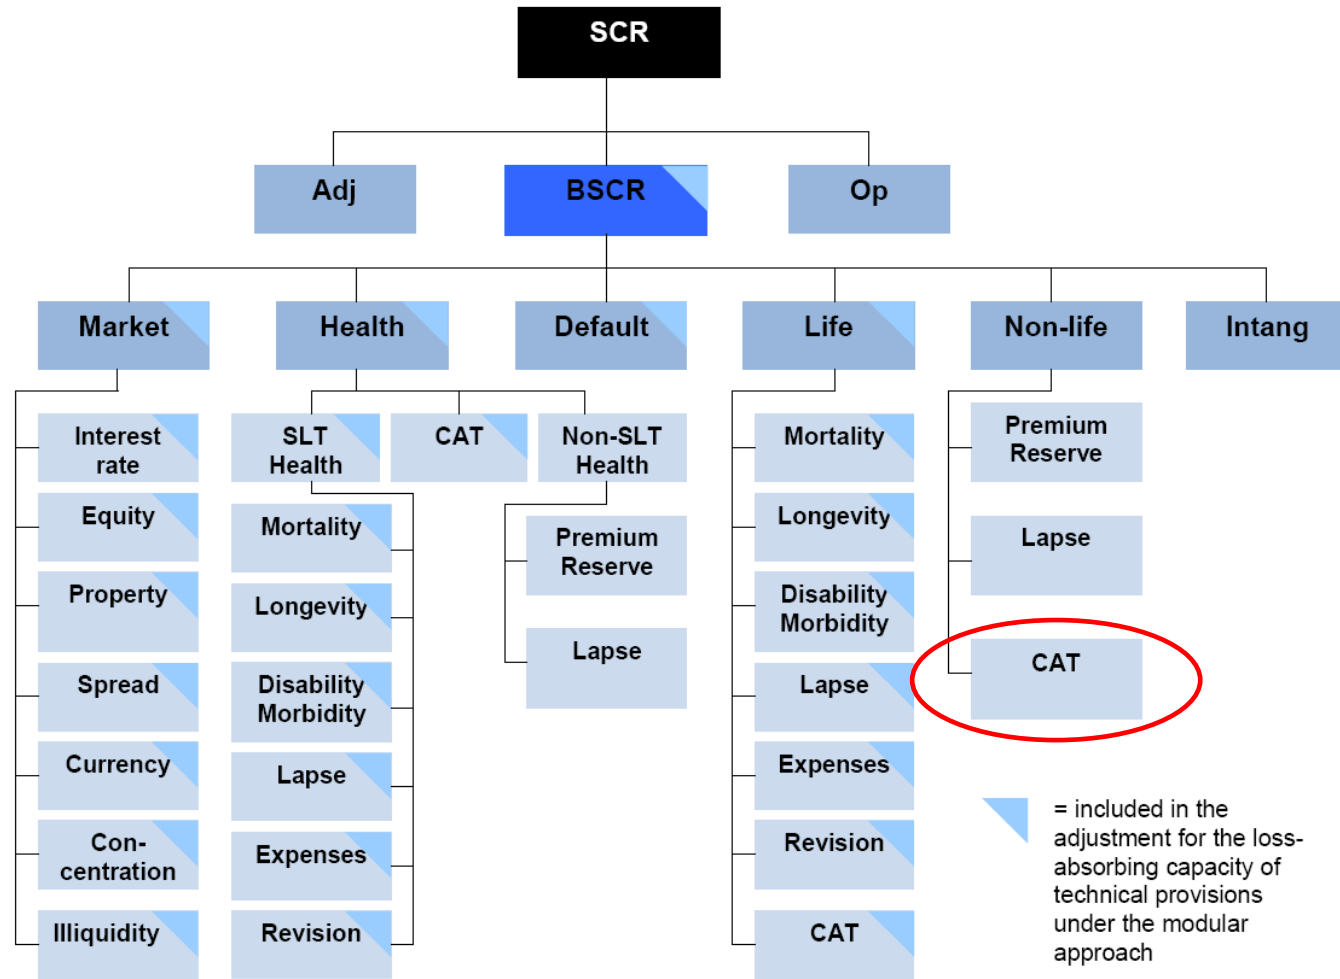 SCR
Adj
BSCR
Op
Market
Health
Default
Life
Non-life
Intang
Interest
rate
Equity
Property
Spread
Currency
Con-
centration
Illiquidity
SLT
Health
CAT
Non-SLT
Health
Mortality
Longevity
Disability
Morbidity
Lapse
Expenses
Revision
Premium
Reserve
Lapse
Mortality
Longevity
Disability
Morbidity
Lapse
Expenses
Revision
CAT
Premium
Reserve
Lapse
CAT
= included in the
adjustment for the loss-
absorbing capacity of
technical provisions
under the modular
approach